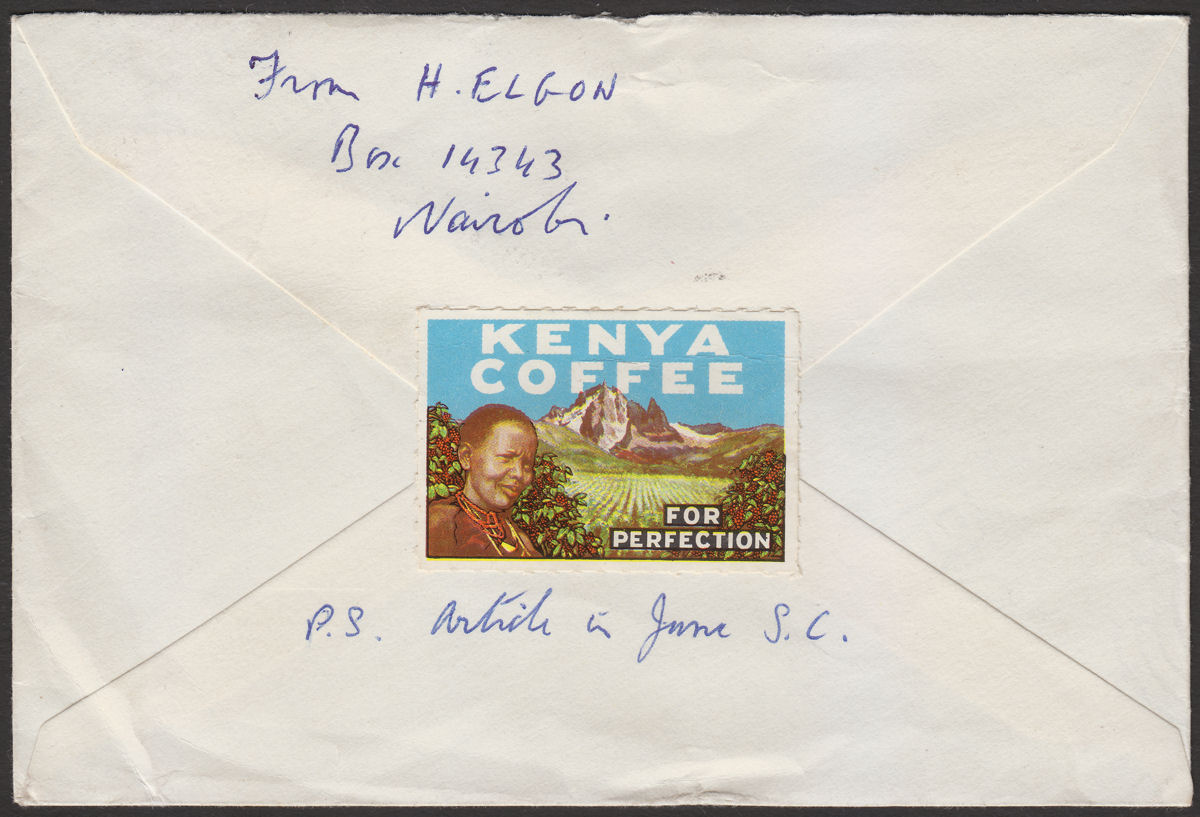 From H. ELGON
Box 14343
Nairobi.
KENYA
COFFEE
FOR
PERFECTION
P.S. Article in June S.C.